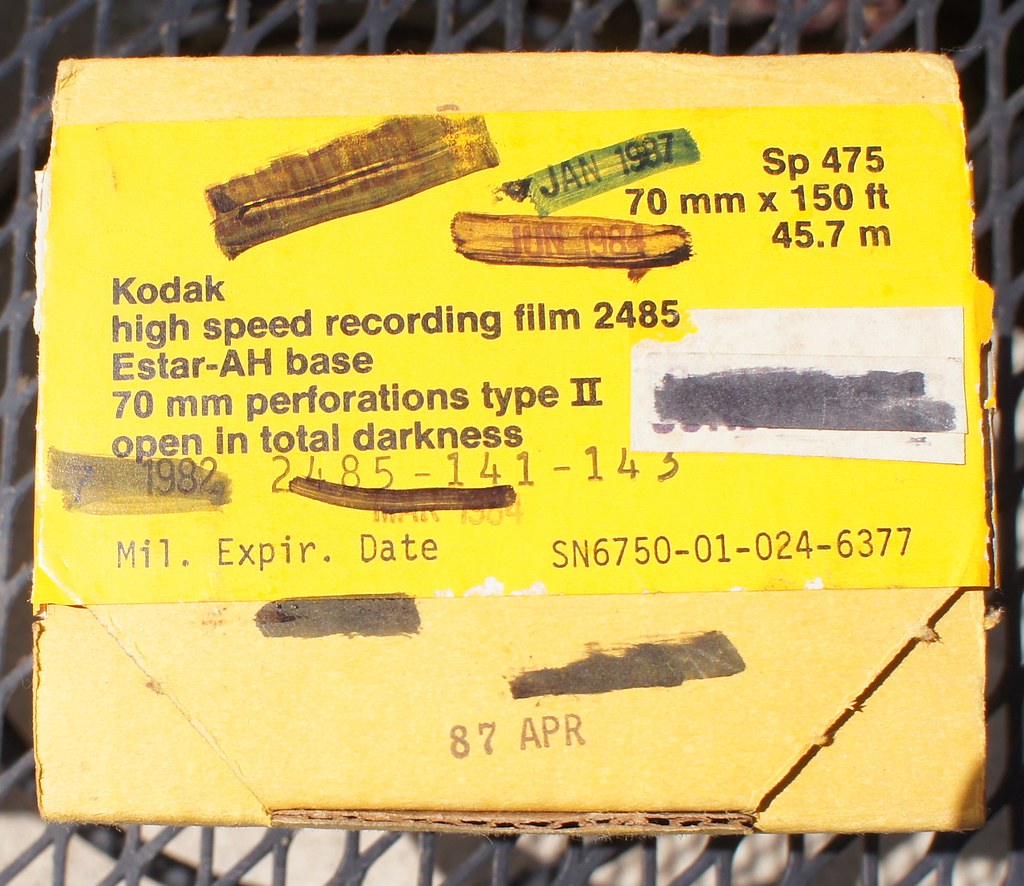 JAN 1987
Sp 475
70 mm x 150 ft
45.7 m
JUN 1984
Kodak
high speed recording film 2485
Estar-AH base
70 mm perforations type II
open in total darkness
7 1982
2485-141-143
MAR 1984
Mil. Expir. Date
SN6750-01-024-6377
87 APR